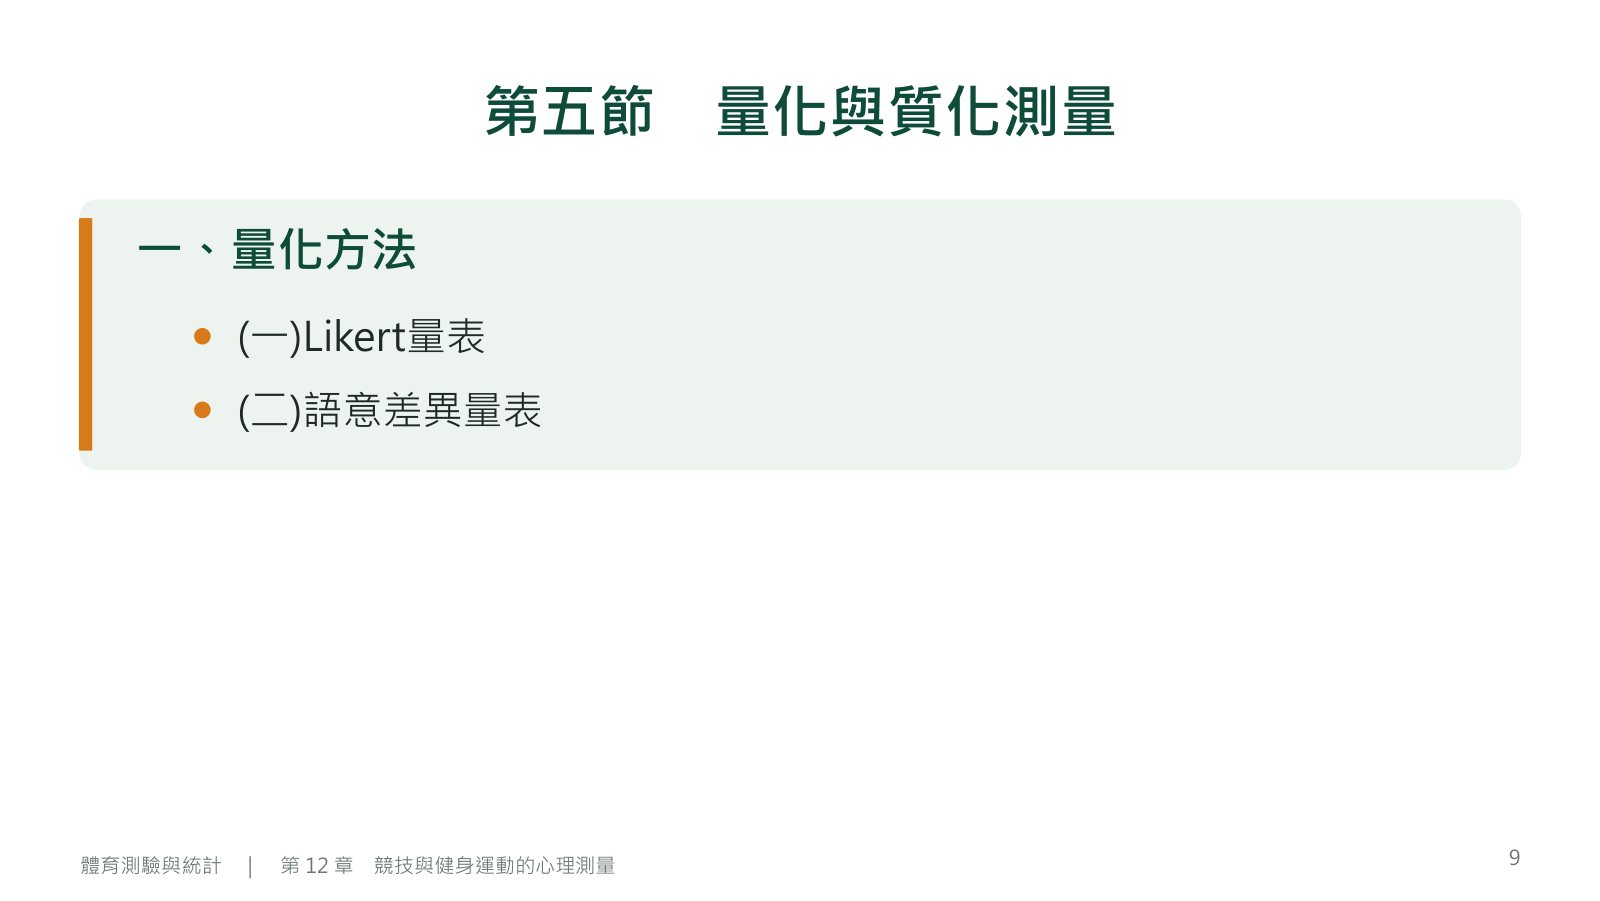 第五節　量化與質化測量
一、量化方法
(一)Likert量表
(二)語意差異量表
體育測驗與統計　|　第 12 章　競技與健身運動的心理測量
9